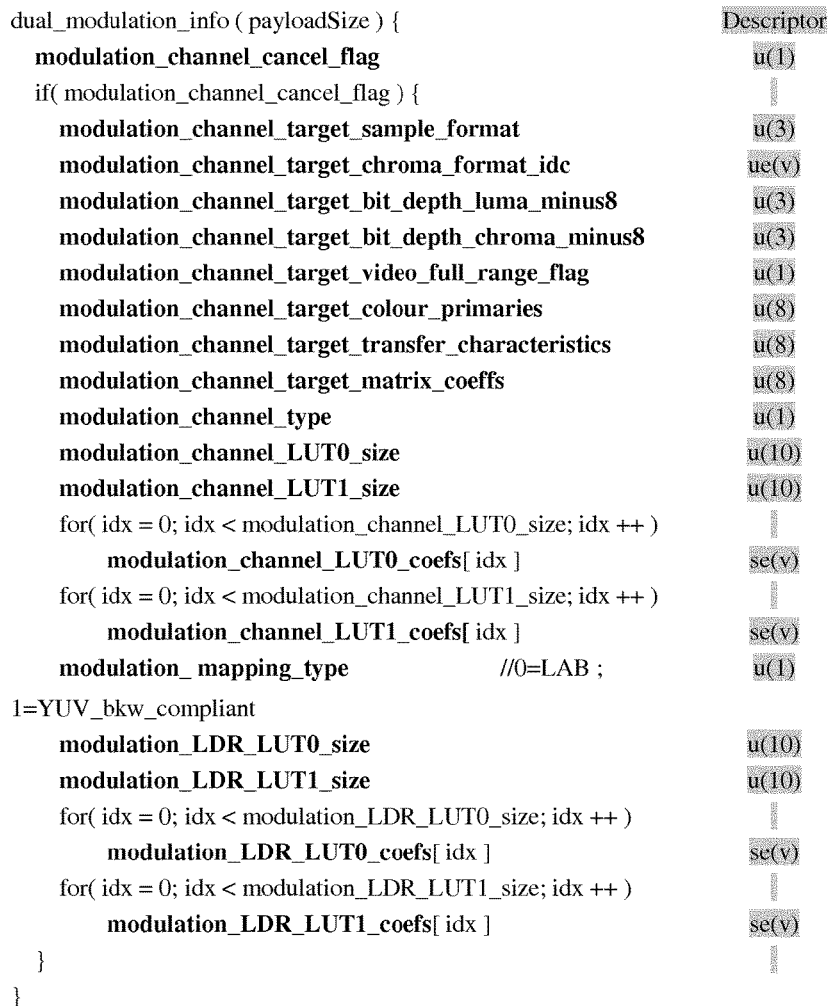 dual_modulation_info ( payloadSize ) { Descriptor
modulation_channel_cancel_flag u(1)
if( modulation_channel_cancel_flag ) {
modulation_channel_target_sample_format u(3)
modulation_channel_target_chroma_format_idc ue(v)
modulation_channel_target_bit_depth_luma_minus8 u(3)
modulation_channel_target_bit_depth_chroma_minus8 u(3)
modulation_channel_target_video_full_range_flag u(1)
modulation_channel_target_colour_primaries u(8)
modulation_channel_target_transfer_characteristics u(8)
modulation_channel_target_matrix_coeffs u(8)
modulation_channel_type u(1)
modulation_channel_LUT0_size u(10)
modulation_channel_LUT1_size u(10)
for( idx = 0; idx < modulation_channel_LUT0_size; idx ++ )
modulation_channel_LUT0_coefs[ idx ] se(v)
for( idx = 0; idx < modulation_channel_LUT1_size; idx ++ )
modulation_channel_LUT1_coefs[ idx ] se(v)
modulation_ mapping_type //0=LAB ; u(1)
1=YUV_bkw_compliant
modulation_LDR_LUT0_size u(10)
modulation_LDR_LUT1_size u(10)
for( idx = 0; idx < modulation_LDR_LUT0_size; idx ++ )
modulation_LDR_LUT0_coefs[ idx ] se(v)
for( idx = 0; idx < modulation_LDR_LUT1_size; idx ++ )
modulation_LDR_LUT1_coefs[ idx ] se(v)
}
}